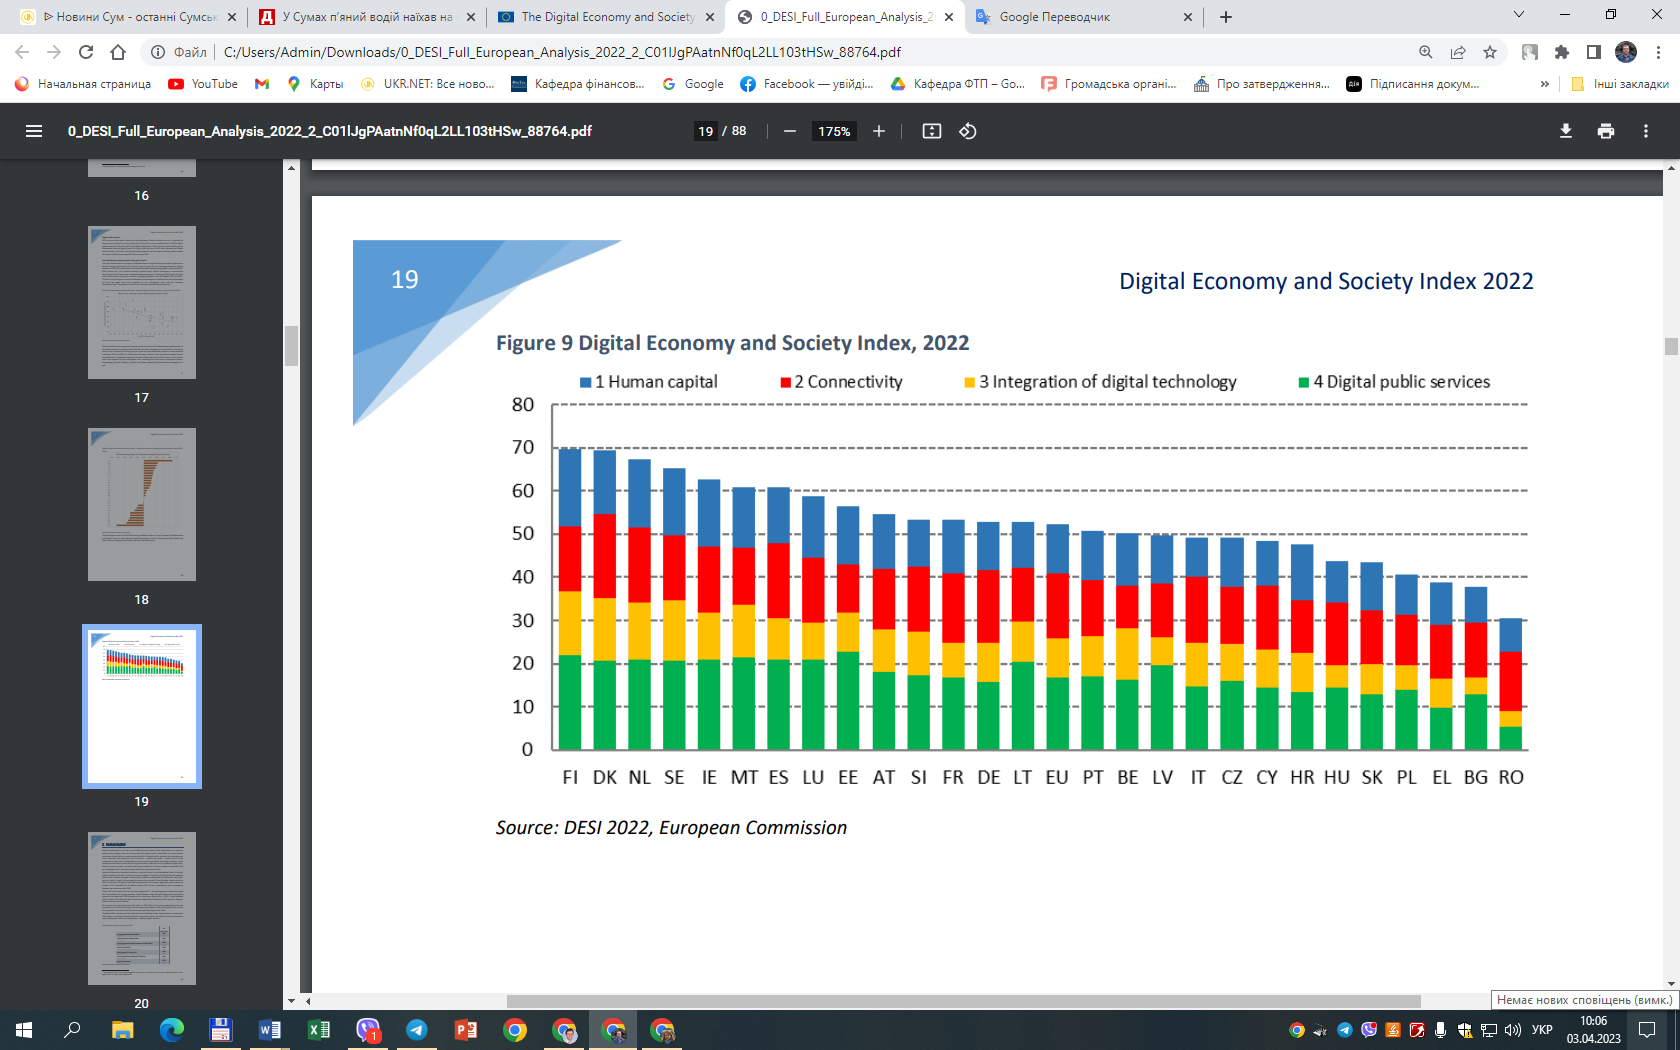 ᐉ Новини Сум - останні Сумськ
У Сумах п'яний водій наїхав на
The Digital Economy and Society
0_DESI_Full_European_Analysis_2
Google Переводчик
Файл
C:/Users/Admin/Downloads/0_DESI_Full_European_Analysis_2022_2_C01lJgPAatnNf0qL2LL103tHSw_88764.pdf
Начальная страница
YouTube
Карты
UKR.NET: Все ново...
Кафедра фінансов...
Google
Facebook — увійді...
Кафедра ФТП – Go...
Громадська органі...
Про затвердження...
Підписання докум...
»
Інші закладки
0_DESI_Full_European_Analysis_2022_2_C01lJgPAatnNf0qL2LL103tHSw_88764.pdf
19 / 88
175%
16
17
18
19
20
19
Digital Economy and Society Index 2022
Figure 9 Digital Economy and Society Index, 2022
1 Human capital 2 Connectivity 3 Integration of digital technology 4 Digital public services
80
70
60
50
40
30
20
10
0
FI DK NL SE IE MT ES LU EE AT SI FR DE LT EU PT BE LV IT CZ CY HR HU SK PL EL BG RO
Source: DESI 2022, European Commission
Немає нових сповіщень (вимк.)
УКР
10:06
03.04.2023